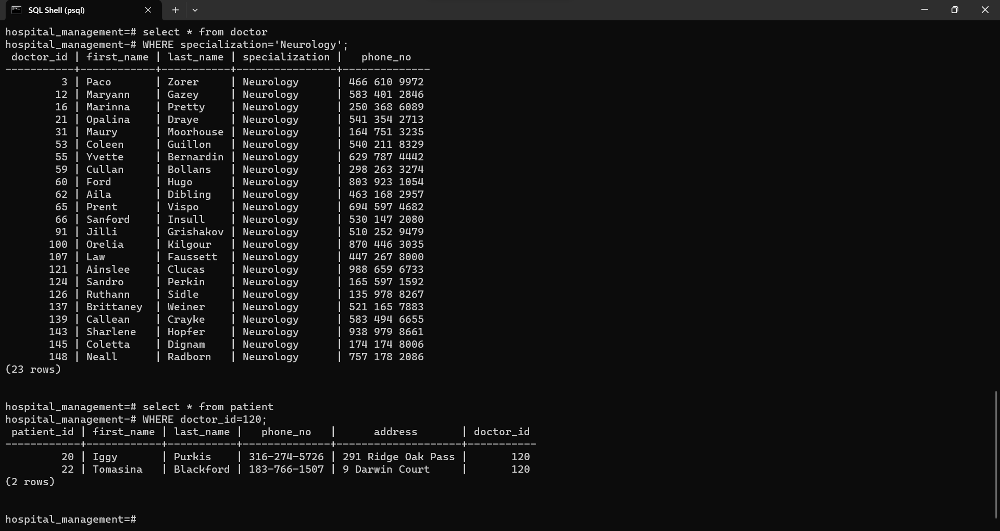 SQL Shell (psql)
hospital_management=# select * from doctor
hospital_management-# WHERE specialization='Neurology';
 doctor_id | first_name | last_name | specialization |   phone_no
-----------+------------+-----------+----------------+--------------
         3 | Paco       | Zorer     | Neurology      | 466 610 9972
        12 | Maryann    | Gazey     | Neurology      | 583 401 2846
        16 | Marinna    | Pretty    | Neurology      | 250 368 6089
        21 | Opalina    | Draye     | Neurology      | 541 354 2713
        31 | Maury      | Moorhouse | Neurology      | 164 751 3235
        53 | Coleen     | Guillon   | Neurology      | 540 211 8329
        55 | Yvette     | Bernardin | Neurology      | 629 787 4442
        59 | Cullan     | Bollans   | Neurology      | 298 263 3274
        60 | Ford       | Hugo      | Neurology      | 803 923 1054
        62 | Aila       | Dibling   | Neurology      | 463 168 2957
        65 | Prent      | Vispo     | Neurology      | 694 597 4682
        66 | Sanford    | Insull    | Neurology      | 530 147 2080
        91 | Jilli      | Grishakov | Neurology      | 510 252 9479
       100 | Orelia     | Kilgour   | Neurology      | 870 446 3035
       107 | Law        | Faussett  | Neurology      | 447 267 8000
       121 | Ainslee    | Clucas    | Neurology      | 988 659 6733
       124 | Sandro     | Perkin    | Neurology      | 165 597 1592
       126 | Ruthann    | Sidle     | Neurology      | 135 978 8267
       137 | Brittaney  | Weiner    | Neurology      | 521 165 7883
       139 | Callean    | Crayke    | Neurology      | 583 494 6655
       143 | Sharlene   | Hopfer    | Neurology      | 938 979 8661
       145 | Coletta    | Dignam    | Neurology      | 174 174 8006
       148 | Neall      | Radborn   | Neurology      | 757 178 2086
(23 rows)
hospital_management=# select * from patient
hospital_management-# WHERE doctor_id=120;
 patient_id | first_name | last_name |   phone_no   |      address       | doctor_id
------------+------------+-----------+--------------+--------------------+-----------
         20 | Iggy       | Purkis    | 316-274-5726 | 291 Ridge Oak Pass |       120
         22 | Tomasina   | Blackford | 183-766-1507 | 9 Darwin Court     |       120
(2 rows)
hospital_management=#